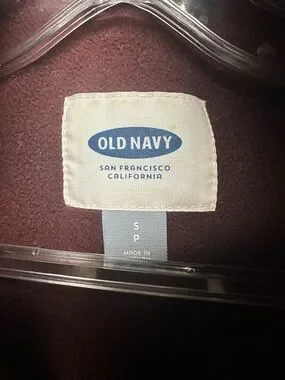 OLD NAVY
SAN FRANCISCO
CALIFORNIA
S
P
MADE IN